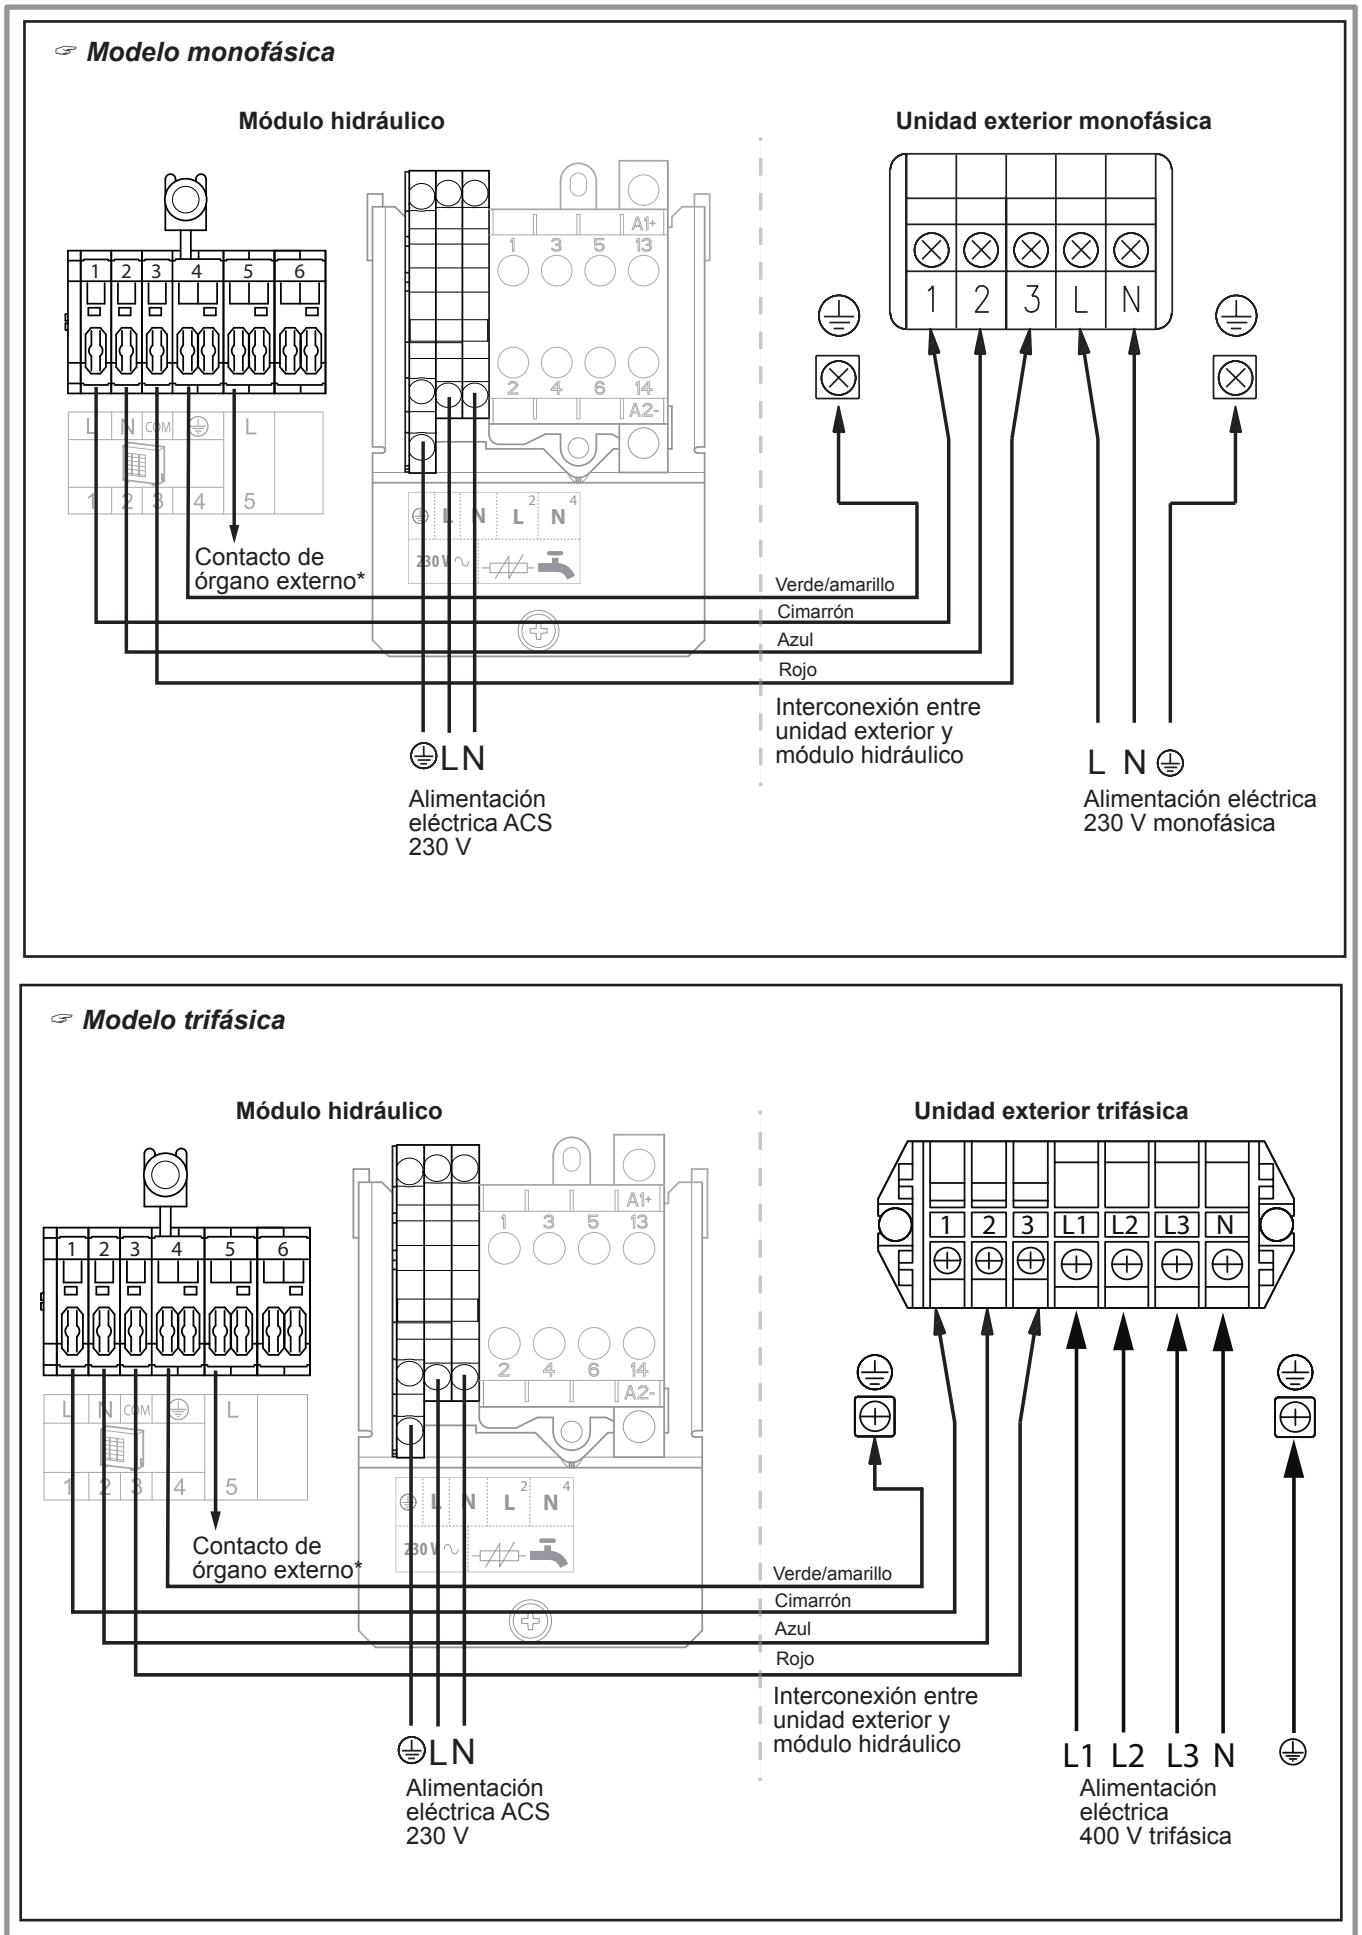 ☞ Modelo monofásica
Módulo hidráulico
Unidad exterior monofásica
1 2 3 4 5 6
A1+
1 3 5 13
2 4 6 14
A2-
1 2 3 L N
L N COM L
1 2 3 4 5
L N L 2 N 4
230 V
Contacto de
órgano externo*
Verde/amarillo
Cimarrón
Azul
Rojo
Interconexión entre
unidad exterior y
módulo hidráulico
L N
Alimentación
eléctrica ACS
230 V
L N
Alimentación eléctrica
230 V monofásica
☞ Modelo trifásica
Módulo hidráulico
Unidad exterior trifásica
1 2 3 4 5 6
A1+
1 3 5 13
2 4 6 14
A2-
1 2 3 L1 L2 L3 N
L N COM L
1 2 3 4 5
L N L 2 N 4
230 V
Contacto de
órgano externo*
Verde/amarillo
Cimarrón
Azul
Rojo
Interconexión entre
unidad exterior y
módulo hidráulico
L N
Alimentación
eléctrica ACS
230 V
L1 L2 L3 N
Alimentación
eléctrica
400 V trifásica